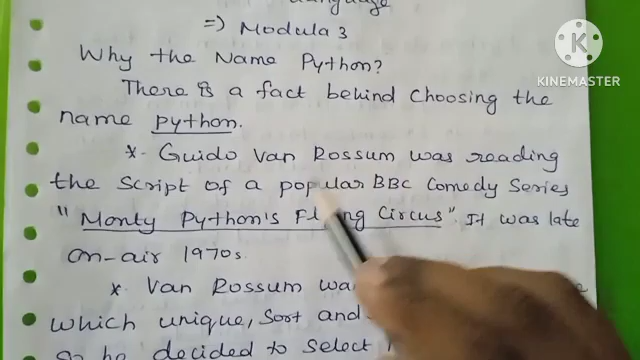 Language
=) Modula 3
Why the Name Python?
There is a fact behind choosing the
name python.
* Guido Van Rossum was reading
the script of a popular BBC Comedy Series
"Monty Python's Circus". It was late
on-air 1970s.
* Van Rossum
which unique, Sort and
So he decided to select
KINEMASTER